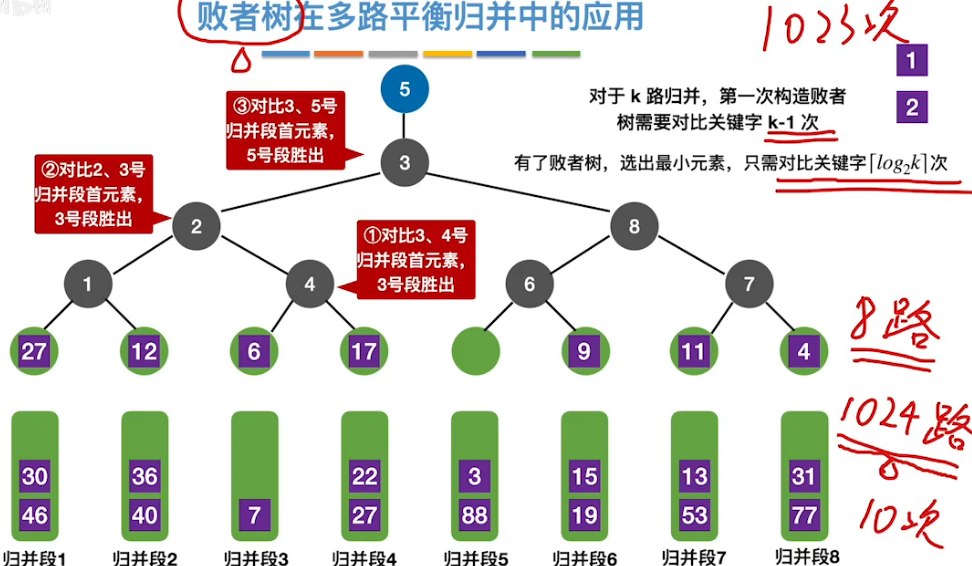 败者树在多路平衡归并中的应用
1023次
1
2
5
对于 k 路归并，第一次构造败者
树需要对比关键字 k-1 次
③对比3、5号
归并段首元素，
5号段胜出
3
有了败者树，选出最小元素，只需对比关键字⌈log₂k⌉次
②对比2、3号
归并段首元素，
3号段胜出
2
8
①对比3、4号
归并段首元素，
3号段胜出
1
4
6
7
8路
27 12 6 17 9 11 4
1024路
30 36 22 3 15 13 31
46 40 7 27 88 19 53 77
10次
归并段1 归并段2 归并段3 归并段4 归并段5 归并段6 归并段7 归并段8